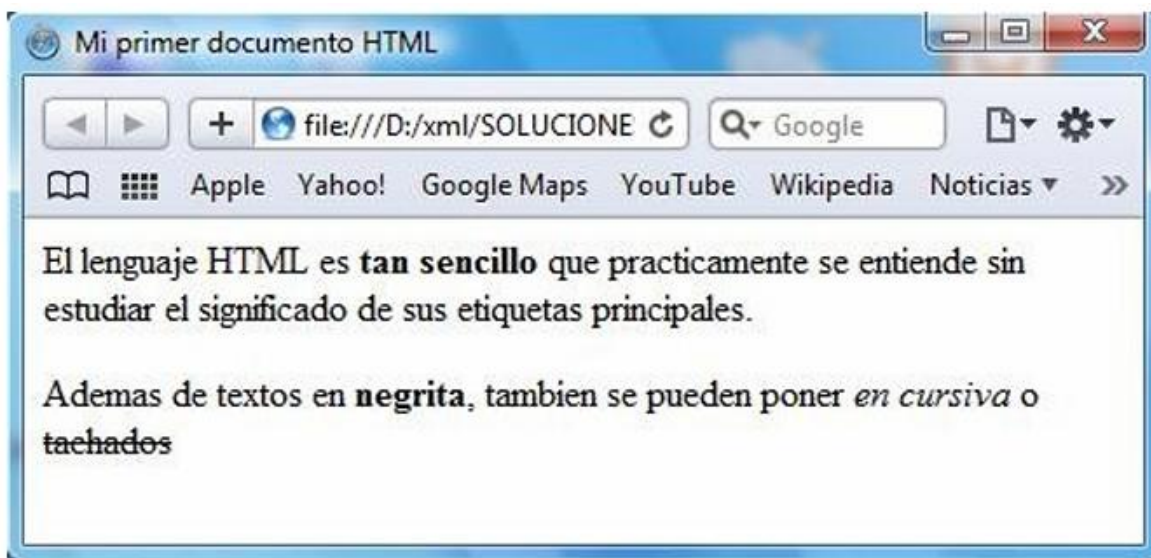 Mi primer documento HTML
file:///D:/xml/SOLUCIONE Google
Apple Yahoo! Google Maps YouTube Wikipedia Noticias
El lenguaje HTML es tan sencillo que practicamente se entiende sin
estudiar el significado de sus etiquetas principales.
Ademas de textos en negrita, tambien se pueden poner en cursiva o
tachados